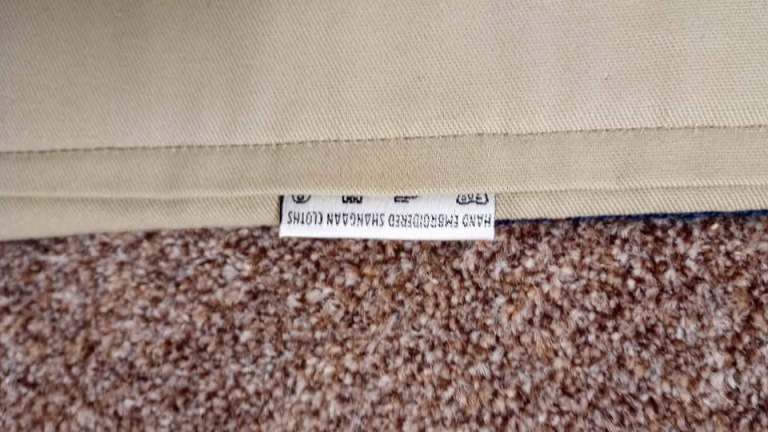 HAND EMBROIDERED SHANGAAN CLOTHS